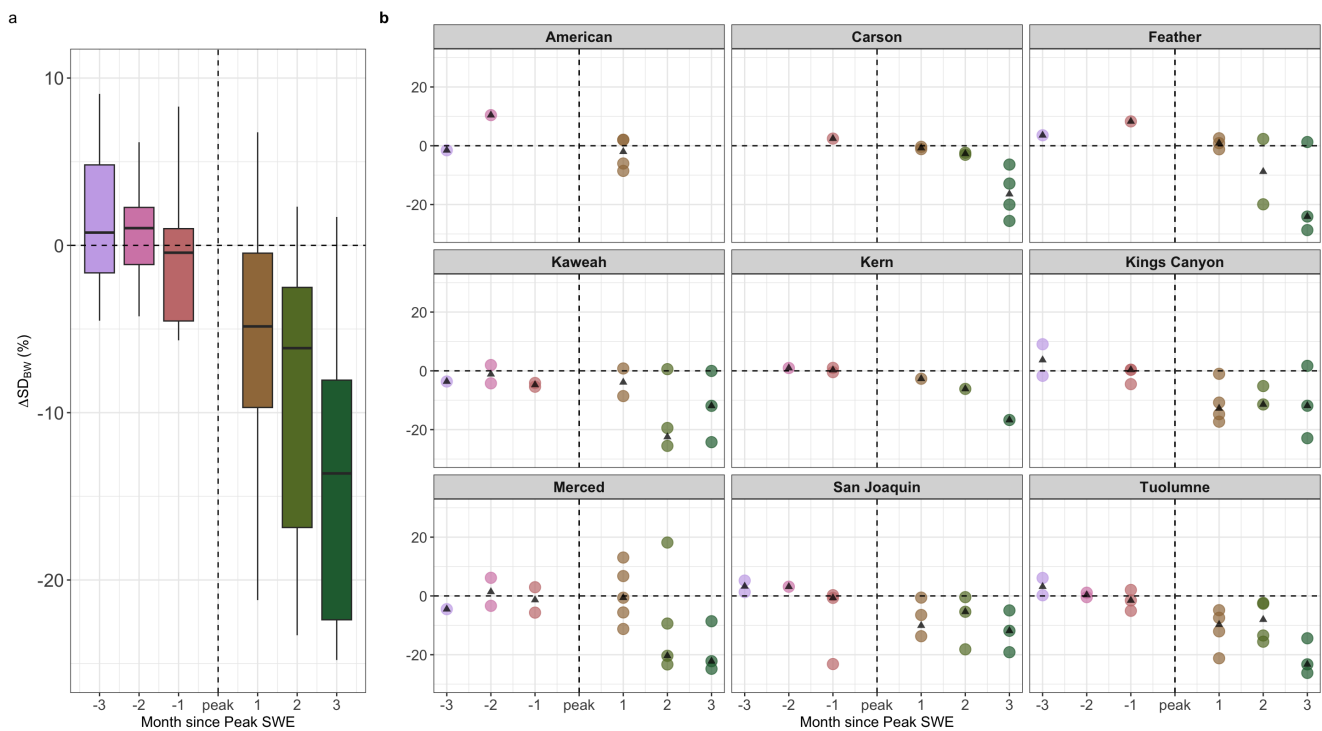 a
b
10
0
-10
-20
ΔSD_BW (%)
-3 -2 -1 peak 1 2 3
Month since Peak SWE
American Carson Feather
20
0
-20
Kaweah Kern Kings Canyon
20
0
-20
Merced San Joaquin Tuolumne
20
0
-20
-3 -2 -1 peak 1 2 3 -3 -2 -1 peak 1 2 3 -3 -2 -1 peak 1 2 3
Month since Peak SWE